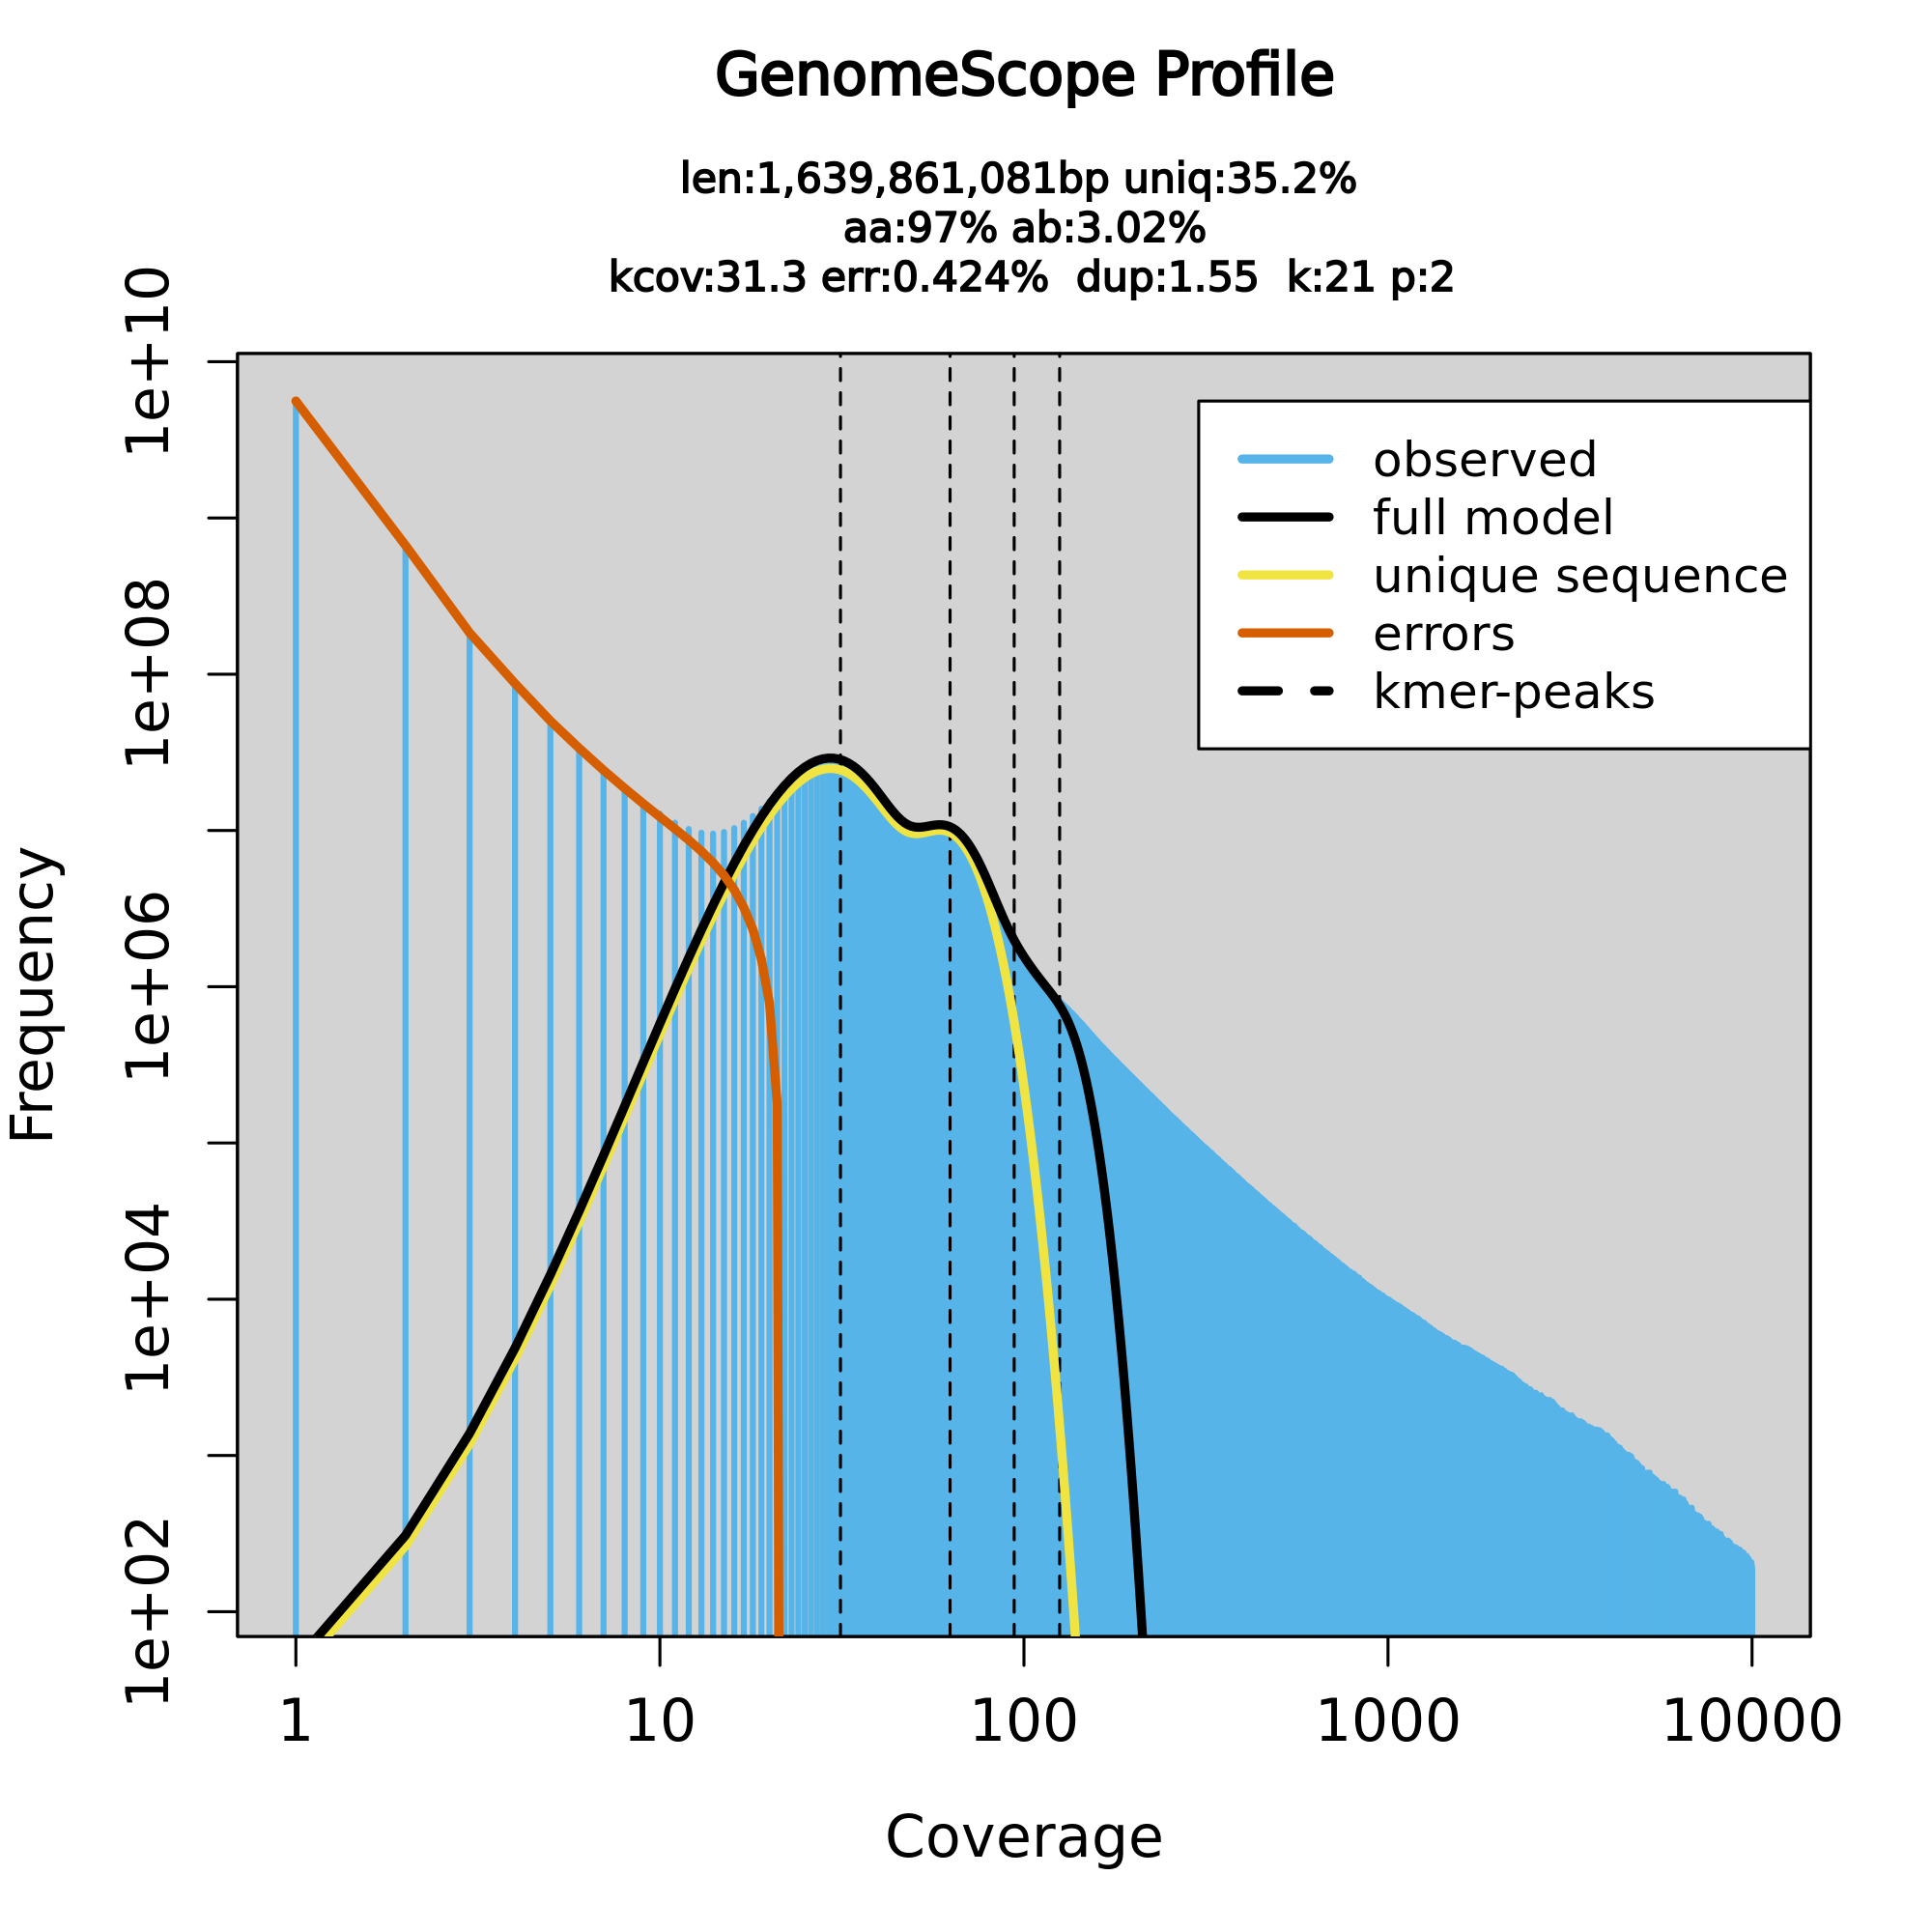 GenomeScope Profile
len:1,639,861,081bp uniq:35.2%
aa:97% ab:3.02%
kcov:31.3 err:0.424%  dup:1.55  k:21 p:2
observed
full model
unique sequence
errors
kmer-peaks
Frequency
1e+10
1e+08
1e+06
1e+04
1e+02
1 10 100 1000 10000
Coverage